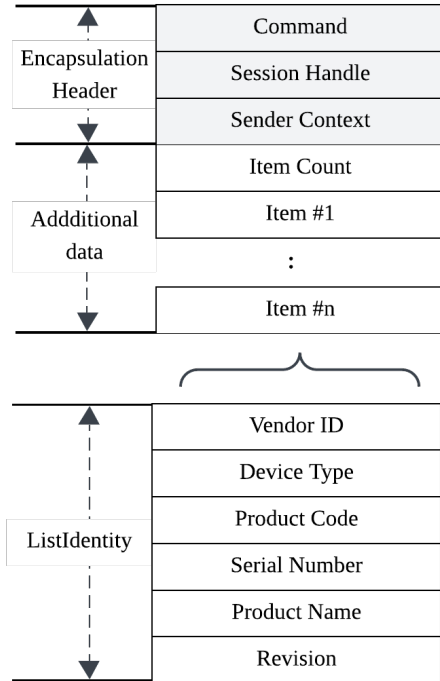 Command
Encapsulation
Header
Session Handle
Sender Context
Item Count
Addditional
data
Item #1
:
Item #n
Vendor ID
Device Type
Product Code
ListIdentity
Serial Number
Product Name
Revision